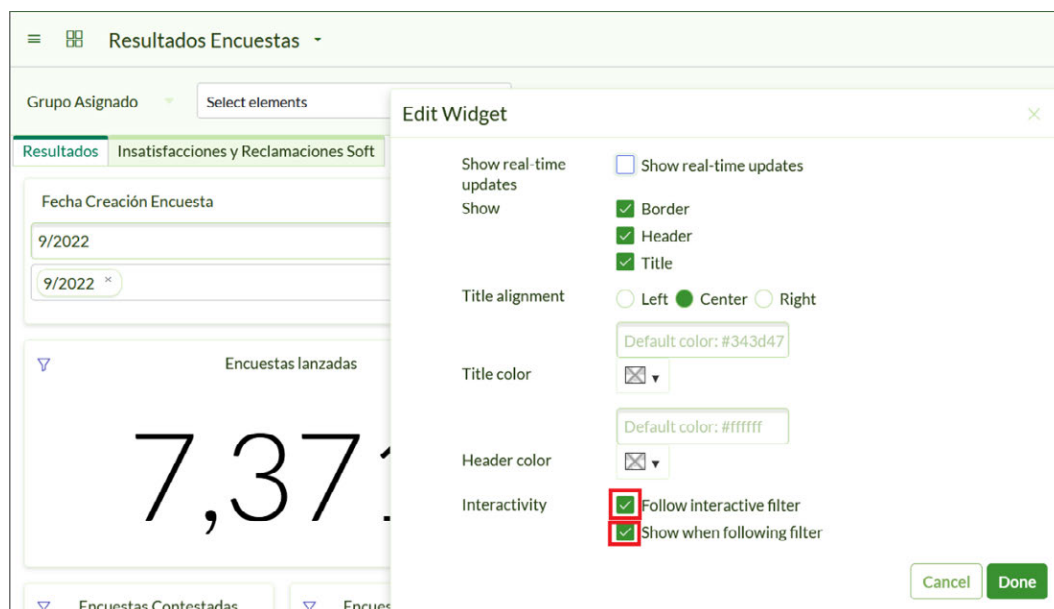 Resultados Encuestas
Grupo Asignado
Select elements
Resultados
Insatisfacciones y Reclamaciones Soft
Fecha Creación Encuesta
9/2022
9/2022 ×
Encuestas lanzadas
7,371
Encuestas Contestadas
Encues
Edit Widget
Show real-time
updates
Show real-time updates
Show
Border
Header
Title
Title alignment
Left
Center
Right
Default color: #343d47
Title color
Default color: #ffffff
Header color
Interactivity
Follow interactive filter
Show when following filter
Cancel
Done